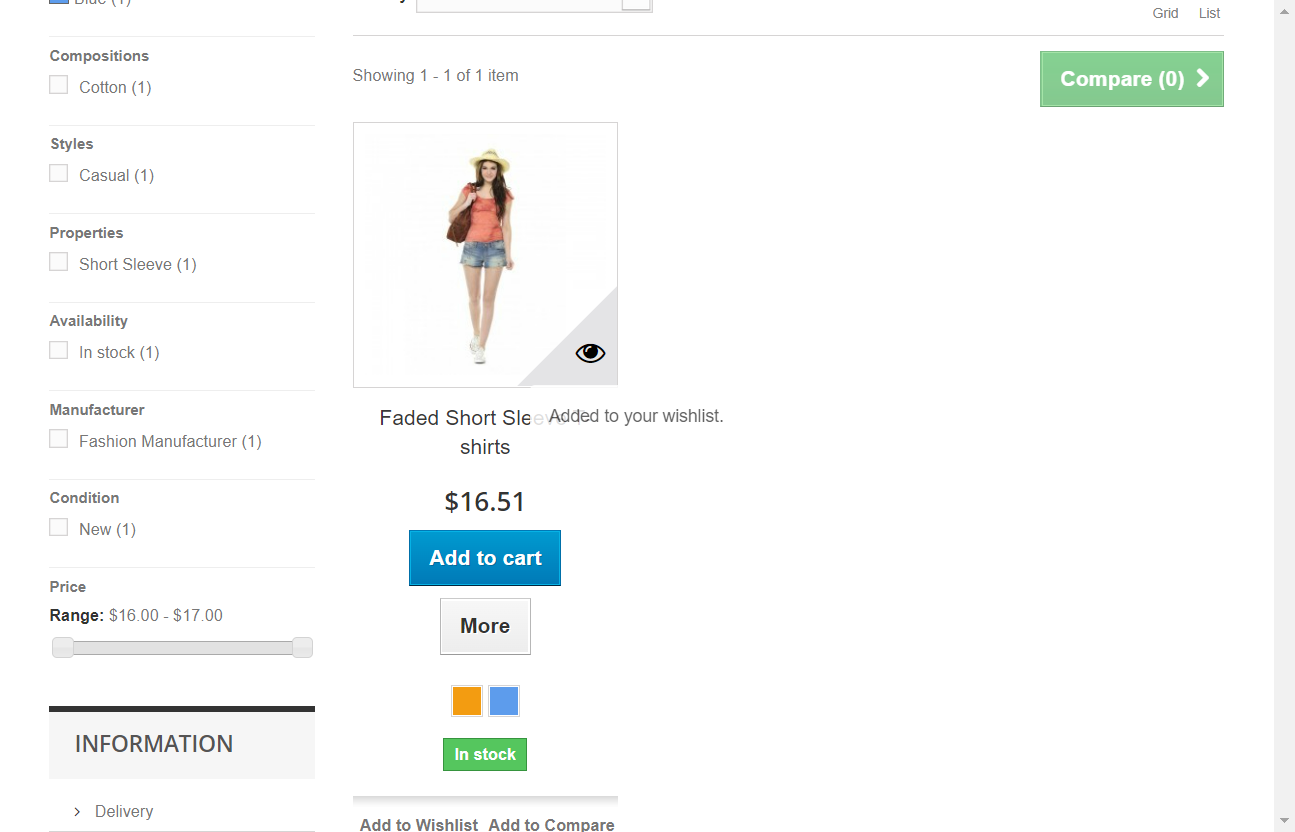 Blue (1)
Grid List
Compositions
Cotton (1)
Styles
Casual (1)
Properties
Short Sleeve (1)
Availability
In stock (1)
Manufacturer
Fashion Manufacturer (1)
Condition
New (1)
Price
Range: $16.00 - $17.00
INFORMATION
Delivery
Showing 1 - 1 of 1 item
Compare (0)
Faded Short
shirts
Added to your wishlist.
$16.51
Add to cart
More
In stock
Add to Wishlist Add to Compare